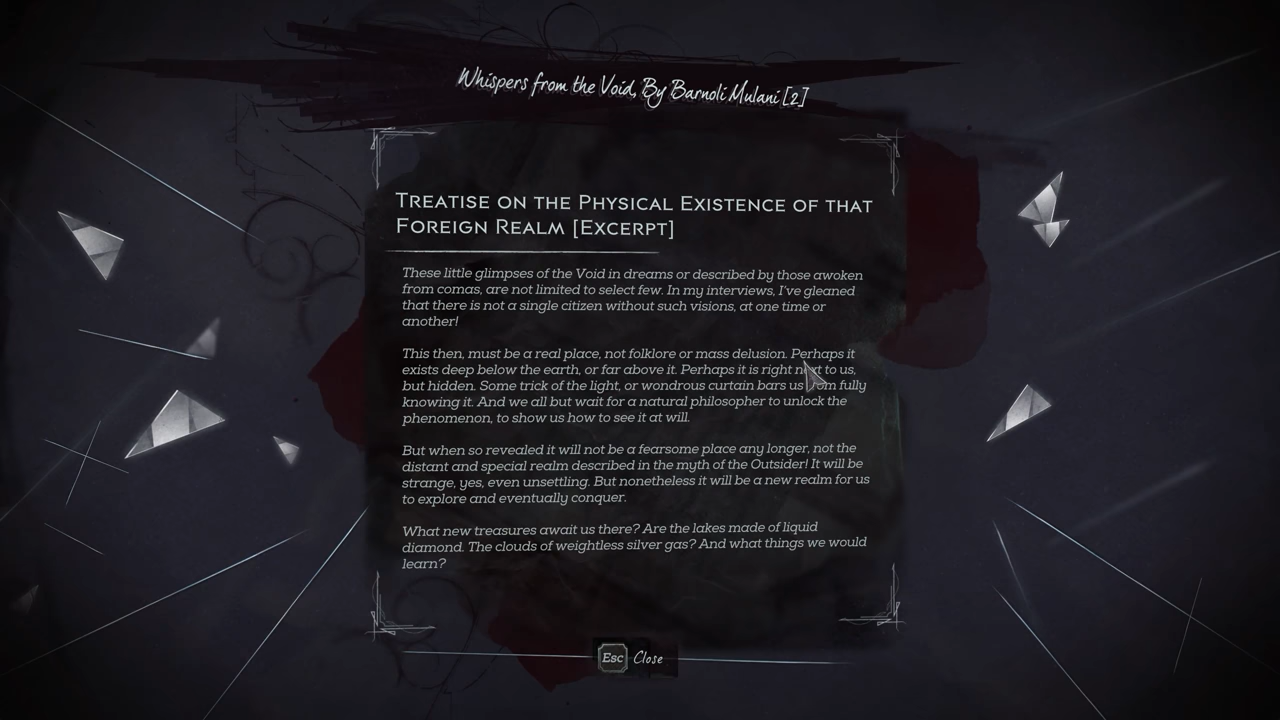 Whispers from the Void, By Barnoli Mulani [2]
Treatise on the Physical Existence of that
Foreign Realm [Excerpt]
These little glimpses of the Void in dreams or described by those awoken
from comas, are not limited to select few. In my interviews, I've gleaned
that there is not a single citizen without such visions, at one time or
another!
This then, must be a real place, not folklore or mass delusion. Perhaps it
exists deep below the earth, or far above it. Perhaps it is right next to us,
but hidden. Some trick of the light, or wondrous curtain bars us from fully
knowing it. And we all but wait for a natural philosopher to unlock the
phenomenon, to show us how to see it at will.
But when so revealed it will not be a fearsome place any longer, not the
distant and special realm described in the myth of the Outsider! It will be
strange, yes, even unsettling. But nonetheless it will be a new realm for us
to explore and eventually conquer.
What new treasures await us there? Are the lakes made of liquid
diamond. The clouds of weightless silver gas? And what things we would
learn?
Esc Close